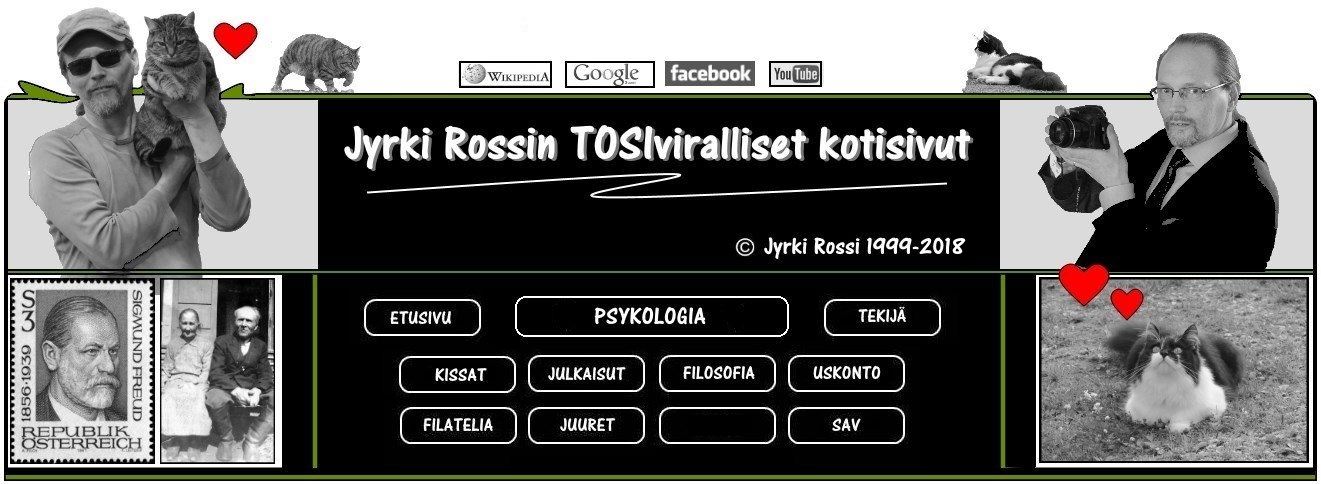 WIKIPEDIA
Google
facebook
YouTube
Jyrki Rossin TOSIviralliset kotisivut
© Jyrki Rossi 1999-2018
S3
SIGMUND FREUD
1856-1939
REPUBLIK
ÖSTERREICH
ETUSIVU
PSYKOLOGIA
TEKIJÄ
KISSAT
JULKAISUT
FILOSOFIA
USKONTO
FILATELIA
JUURET
SAV